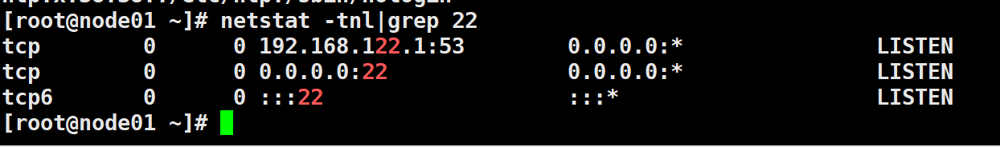 [root@node01 ~]# netstat -tnl|grep 22
tcp        0      0 192.168.122.1:53        0.0.0.0:*               LISTEN
tcp        0      0 0.0.0.0:22              0.0.0.0:*               LISTEN
tcp6       0      0 :::22                   :::*                    LISTEN
[root@node01 ~]#